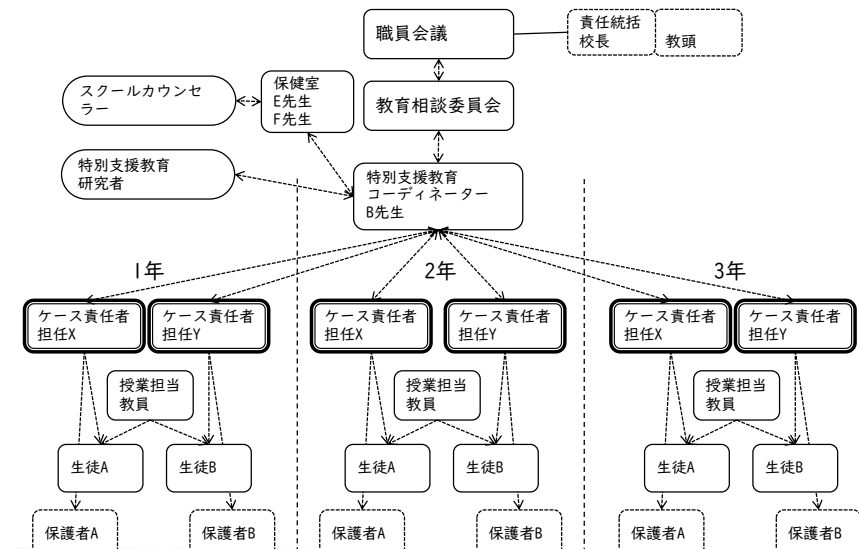 職員会議
責任統括
校長
教頭
スクールカウンセ
ラー
保健室
E先生
F先生
教育相談委員会
特別支援教育
研究者
特別支援教育
コーディネーター
B先生
1年
2年
3年
ケース責任者
担任X
ケース責任者
担任Y
ケース責任者
担任X
ケース責任者
担任Y
ケース責任者
担任X
ケース責任者
担任Y
授業担当
教員
授業担当
教員
授業担当
教員
生徒A
生徒B
生徒A
生徒B
生徒A
生徒B
保護者A
保護者B
保護者A
保護者B
保護者A
保護者B